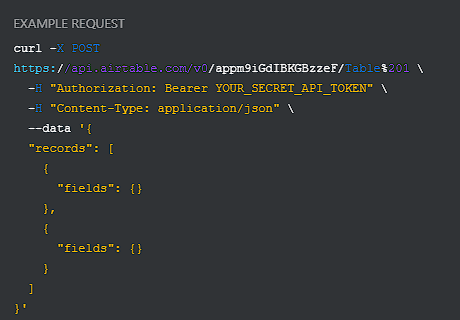 EXAMPLE REQUEST
curl -X POST
https://api.airtable.com/v0/appm9iGdIBKGBzzeF/Table%201 \
-H "Authorization: Bearer YOUR_SECRET_API_TOKEN" \
-H "Content-Type: application/json" \
--data '{
"records": [
{
"fields": {}
},
{
"fields": {}
}
]
}'